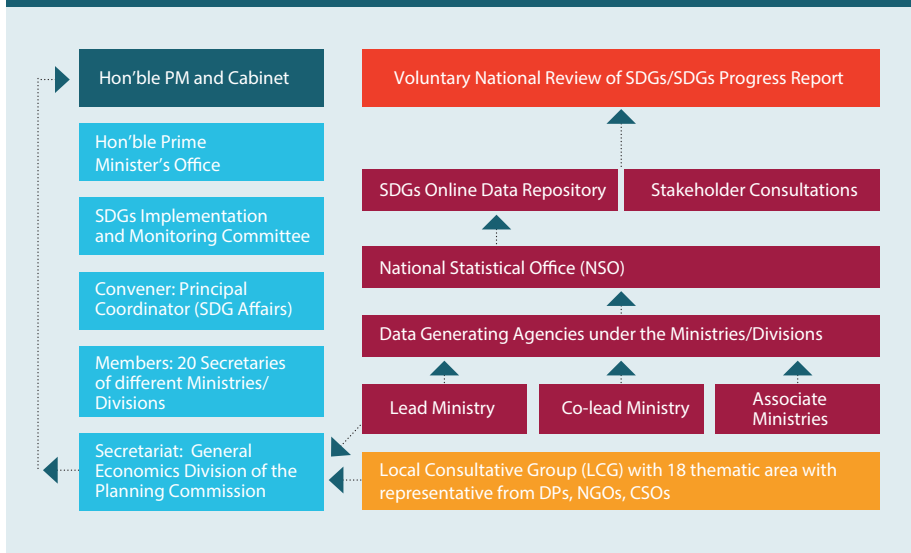 Hon'ble PM and Cabinet
Hon'ble Prime
Minister's Office
SDGs Implementation
and Monitoring Committee
Convener: Principal
Coordinator (SDG Affairs)
Members: 20 Secretaries
of different Ministries/
Divisions
Secretariat: General
Economics Division of the
Planning Commission
Voluntary National Review of SDGs/SDGs Progress Report
SDGs Online Data Repository
Stakeholder Consultations
National Statistical Office (NSO)
Data Generating Agencies under the Ministries/Divisions
Lead Ministry
Co-lead Ministry
Associate
Ministries
Local Consultative Group (LCG) with 18 thematic area with
representative from DPs, NGOs, CSOs